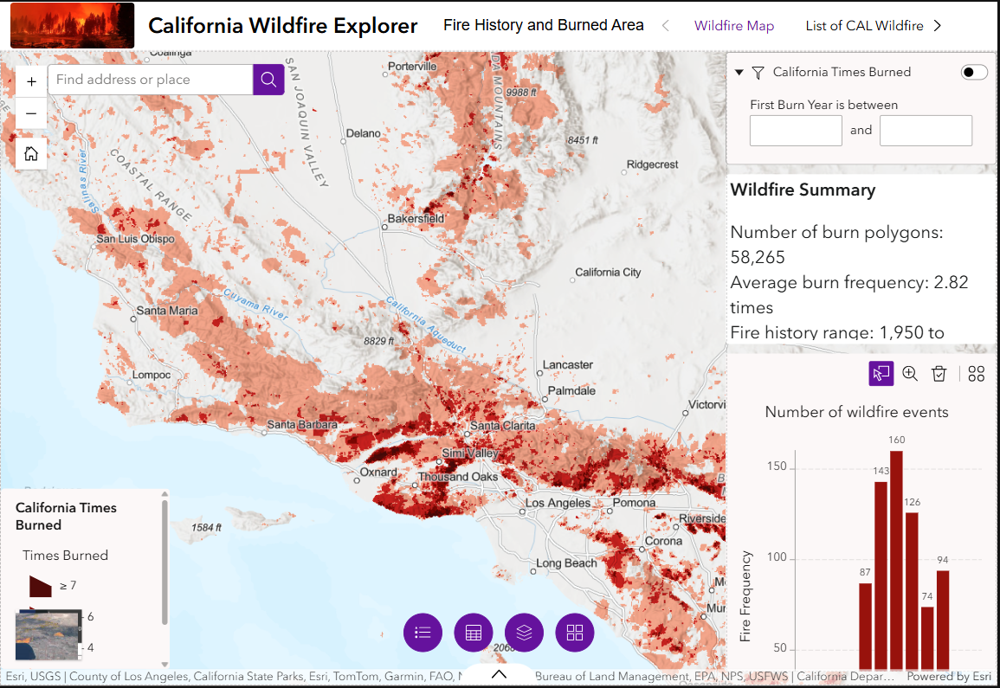 California Wildfire Explorer
Fire History and Burned Area
Wildfire Map
List of CAL Wildfire
Find address or place
+
−
California Times Burned
First Burn Year is between
and
Wildfire Summary
Number of burn polygons:
58,265
Average burn frequency: 2.82
times
Fire history range: 1,950 to
Number of wildfire events
Fire Frequency
150
100
50
87
143
160
126
74
94
Coalinga
Porterville
SAN JOAQUIN VALLEY
DA MOUNTAINS
9988 ft
Delano
8451 ft
Ridgecrest
COASTAL RANGE
Salinas River
Bakersfield
San Luis Obispo
California City
Cuyama River
California Aqueduct
Santa Maria
8829 ft
Lompoc
Lancaster
Palmdale
Victorvi
Santa Barbara
Santa Clarita
Simi Valley
Oxnard
Thousand Oaks
Los Angeles
Pomona
Riverside
Corona
Long Beach
M
Mur
1584 ft
California Times
Burned
Times Burned
≥ 7
6
4
Esri, USGS | County of Los Angeles, California State Parks, Esri, TomTom, Garmin, FAO, N
Bureau of Land Management, EPA, NPS, USFWS | California Depar...
Powered by Esri